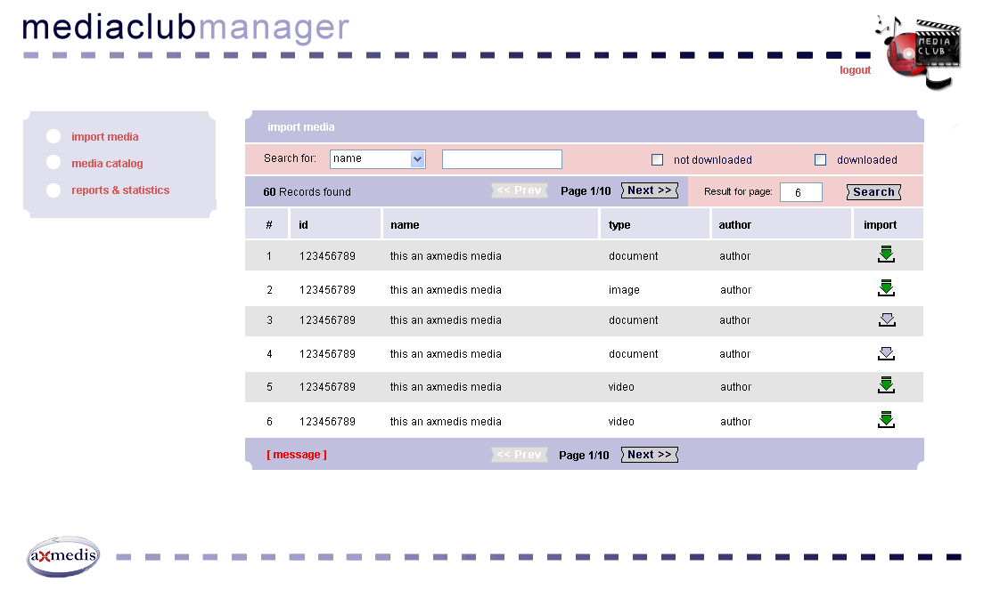 mediaclubmanager
MEDIA
CLUB
logout
import media
media catalog
reports & statistics
import media
Search for: name not downloaded downloaded
60 Records found << Prev Page 1/10 Next >> Result for page: 6 Search
# id name type author import
1 123456789 this an axmedis media document author
2 123456789 this an axmedis media image author
3 123456789 this an axmedis media document author
4 123456789 this an axmedis media document author
5 123456789 this an axmedis media video author
6 123456789 this an axmedis media video author
[ message ] << Prev Page 1/10 Next >>
axmedis